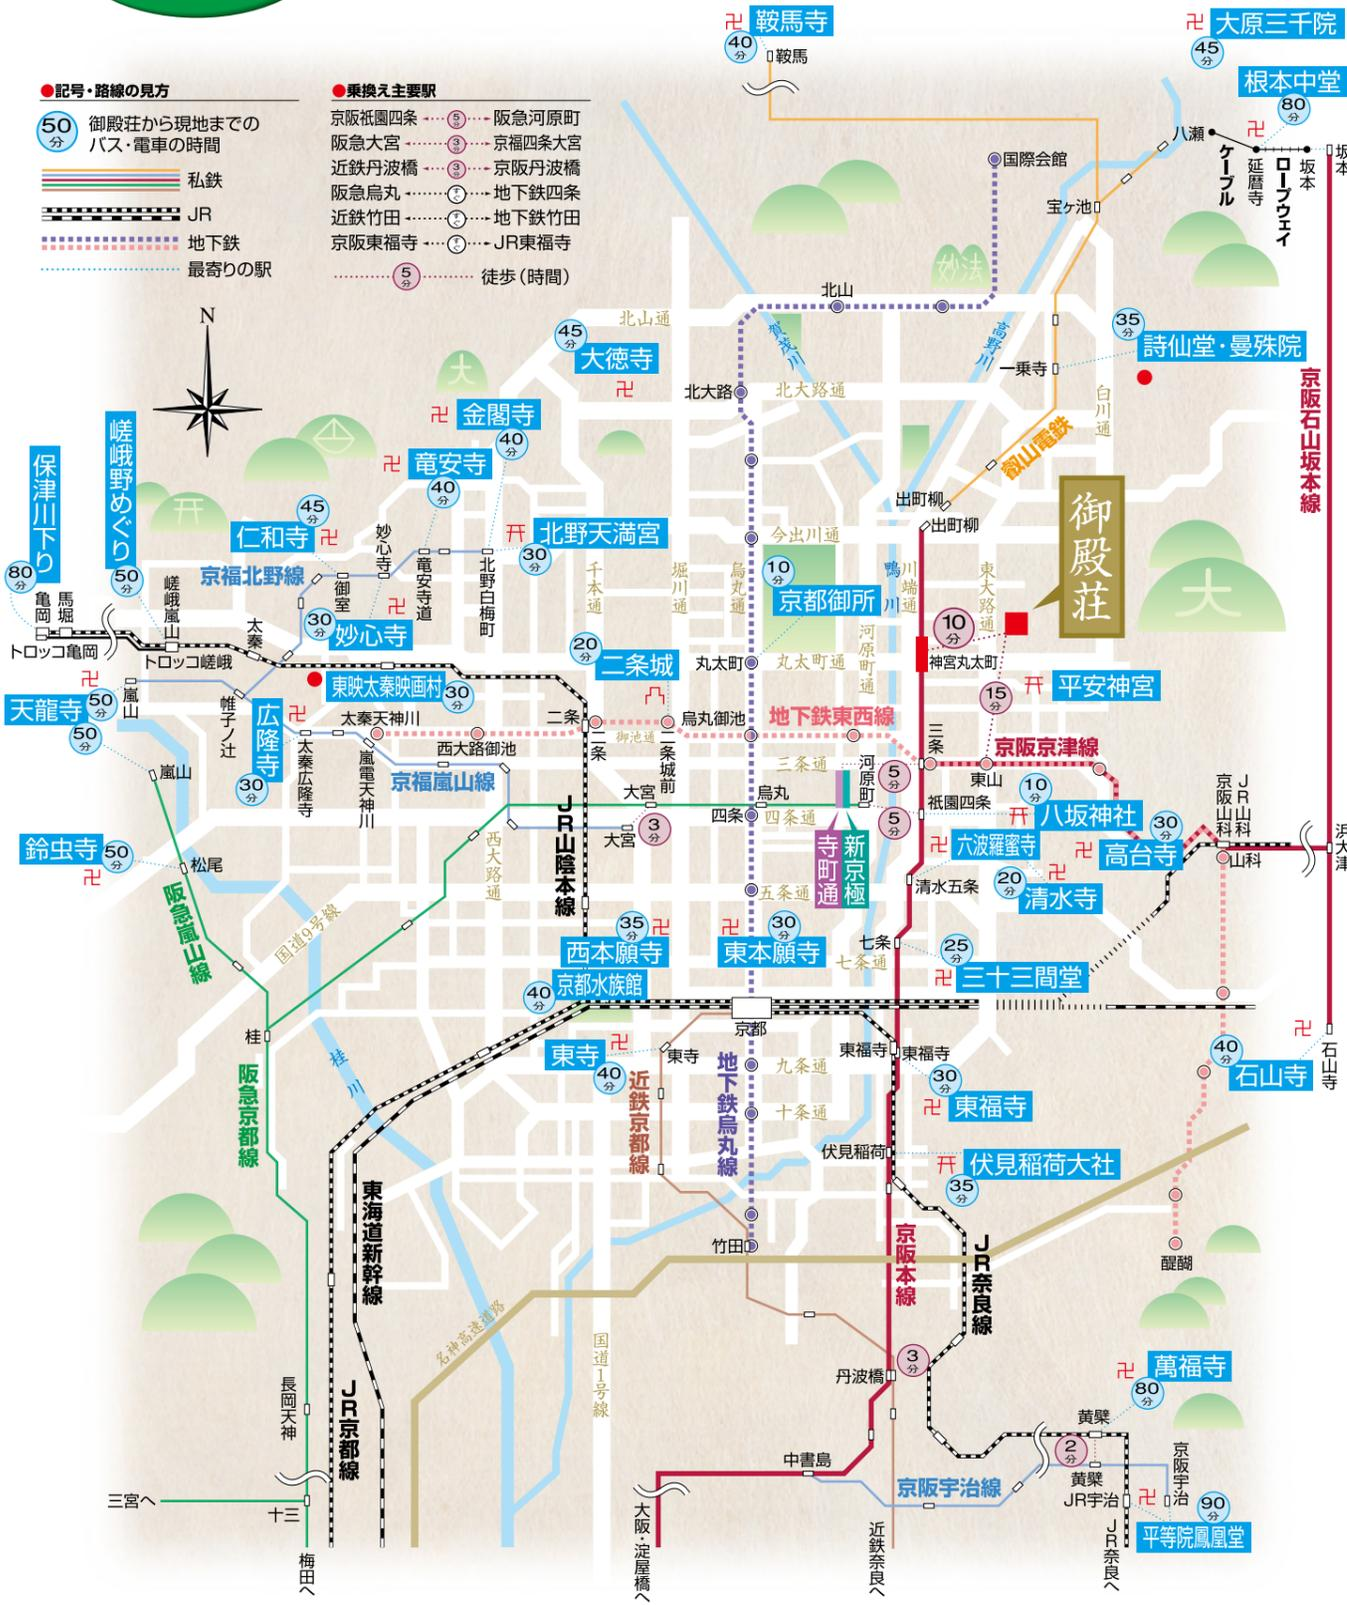 鞍馬寺
40分
鞍馬
大原三千院
45分
根本中堂
80分
●記号・路線の見方
50分
御殿荘から現地までの
バス・電車の時間
私鉄
JR
地下鉄
最寄りの駅
●乗換え主要駅
京阪祇園四条 5分 阪急河原町
阪急大宮 3分 京福四条大宮
近鉄丹波橋 3分 京阪丹波橋
阪急烏丸 すぐ 地下鉄四条
近鉄竹田 すぐ 地下鉄竹田
京阪東福寺 すぐ JR東福寺
5分 徒歩(時間)
八瀬
ケーブル
延暦寺
ロープウェイ
坂本
坂本
国際会館
宝ヶ池
妙法
N
北山
北山通
賀茂川
高野川
35分
詩仙堂・曼殊院
一乗寺
白川通
45分
大徳寺
大
北大路
北大路通
京阪石山坂本線
金閣寺
40分
竜安寺
40分
叡山電鉄
嵯峨野めぐり
50分
保津川下り
80分
仁和寺
45分
京福北野線
妙心寺
竜安寺道
北野白梅町
北野天満宮
30分
御室
妙心寺
30分
出町柳
出町柳
今出川通
千本通
堀川通
烏丸通
10分
京都御所
鴨川
川端通
河原町通
東大路通
御殿荘
大
亀岡
馬堀
トロッコ亀岡
嵯峨嵐山
トロッコ嵯峨
太秦
20分
二条城
丸太町
丸太町通
神宮丸太町
10分
15分
平安神宮
天龍寺
50分
50分
嵐山
嵐山
帷子ノ辻
広隆寺
30分
東映太秦映画村
30分
太秦天神川
太秦広隆寺
嵐電天神川
西大路御池
京福嵐山線
二条
二条
御池通
二条城前
烏丸御池
地下鉄東西線
三条
京阪京津線
東山
三条通
河原町
5分
祇園四条
5分
10分
八坂神社
大宮
大宮
3分
烏丸
四条
四条通
寺町通
新京極
JR山陰本線
西大路通
六波羅蜜寺
高台寺
30分
京阪山科
JR山科
山科
浜大津
鈴虫寺
50分
松尾
阪急嵐山線
国道9号線
五条通
清水五条
20分
清水寺
35分
西本願寺
30分
東本願寺
七条
七条通
25分
三十三間堂
40分
京都水族館
京都
桂
桂川
阪急京都線
東寺
40分
東寺
近鉄京都線
地下鉄烏丸線
九条通
十条通
東福寺
東福寺
30分
東福寺
40分
石山寺
石山寺
伏見稲荷
伏見稲荷大社
35分
東海道新幹線
竹田
京阪本線
JR奈良線
醍醐
名神高速道路
国道1号線
長岡天神
JR京都線
丹波橋
3分
萬福寺
80分
黄檗
2分
黄檗
京阪宇治
JR宇治
京阪宇治線
中書島
90分
平等院鳳凰堂
三宮へ
十三
梅田へ
大阪・淀屋橋へ
近鉄奈良へ
JR奈良へ